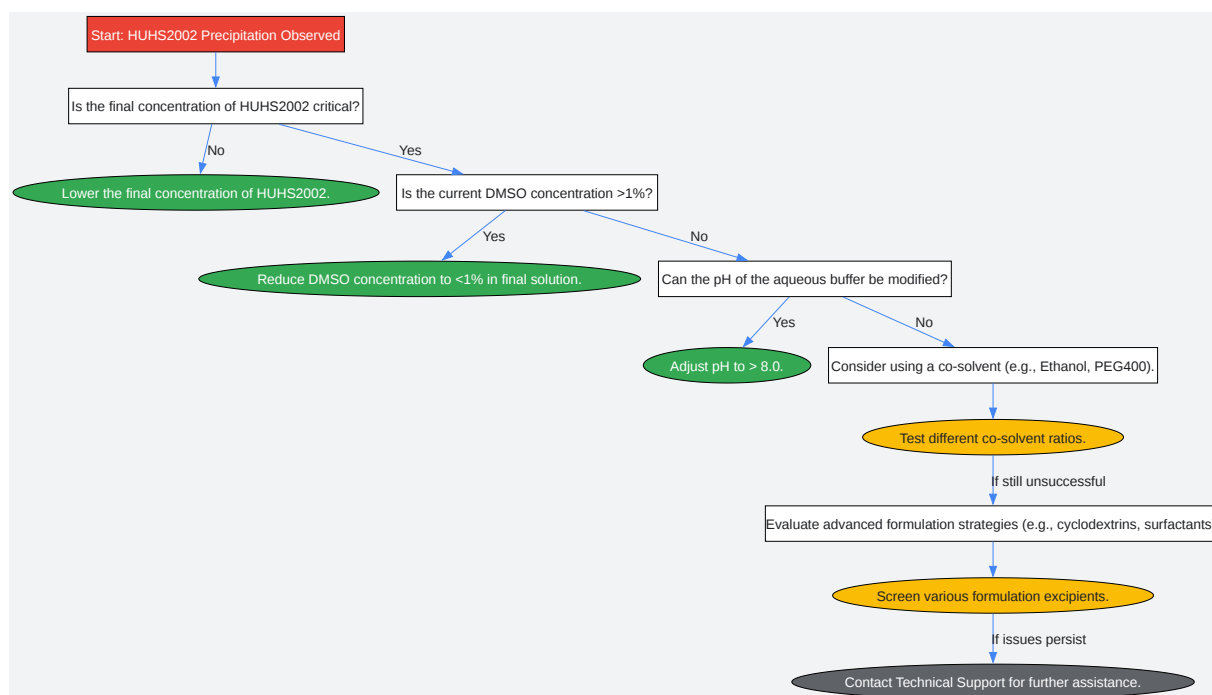 Start: HUHS2002 Precipitation Observed
Is the final concentration of HUHS2002 critical?
No
Yes
Lower the final concentration of HUHS2002.
Is the current DMSO concentration >1%?
Yes
No
Reduce DMSO concentration to <1% in final solution.
Can the pH of the aqueous buffer be modified?
Yes
No
Adjust pH to > 8.0.
Consider using a co-solvent (e.g., Ethanol, PEG400).
Test different co-solvent ratios.
If still unsuccessful
Evaluate advanced formulation strategies (e.g., cyclodextrins, surfactants
Screen various formulation excipients.
If issues persist
Contact Technical Support for further assistance.